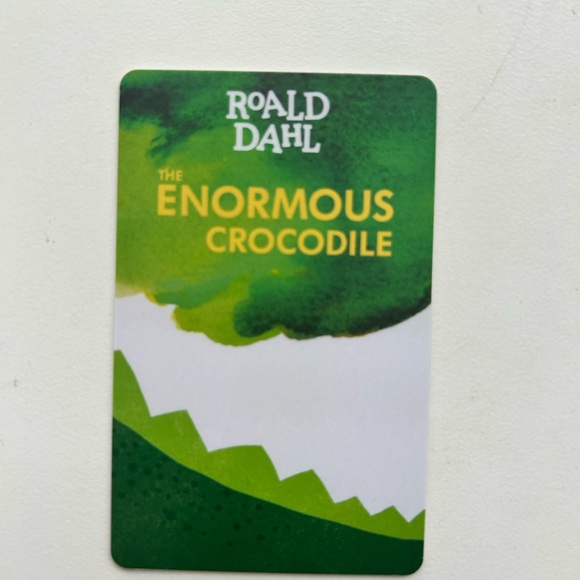 ROALD
DAHL
THE
ENORMOUS
CROCODILE